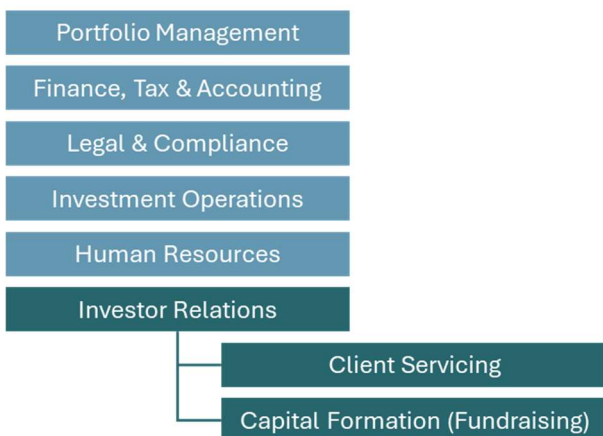 Portfolio Management
Finance, Tax & Accounting
Legal & Compliance
Investment Operations
Human Resources
Investor Relations
Client Servicing
Capital Formation (Fundraising)